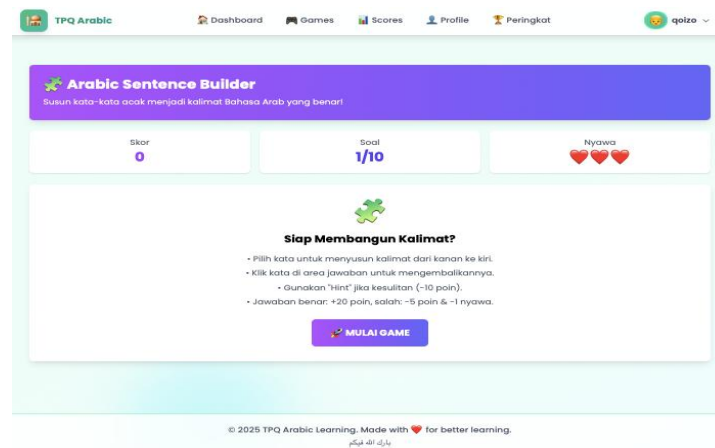 TPQ Arabic
Dashboard Games Scores Profile Peringkat qoizo
Arabic Sentence Builder
Susun kata-kata acak menjadi kalimat Bahasa Arab yang benar!
Skor Soal Nyawa
0 1/10
Siap Membangun Kalimat?
• Pilih kata untuk menyusun kalimat dari kanan ke kiri.
• Klik kata di area jawaban untuk mengembalikannya.
• Gunakan "Hint" jika kesulitan (-10 poin).
• Jawaban benar: +20 poin, salah: -5 poin & -1 nyawa.
MULAI GAME
© 2025 TPQ Arabic Learning. Made with ❤️ for better learning.
بارك الله فيكم